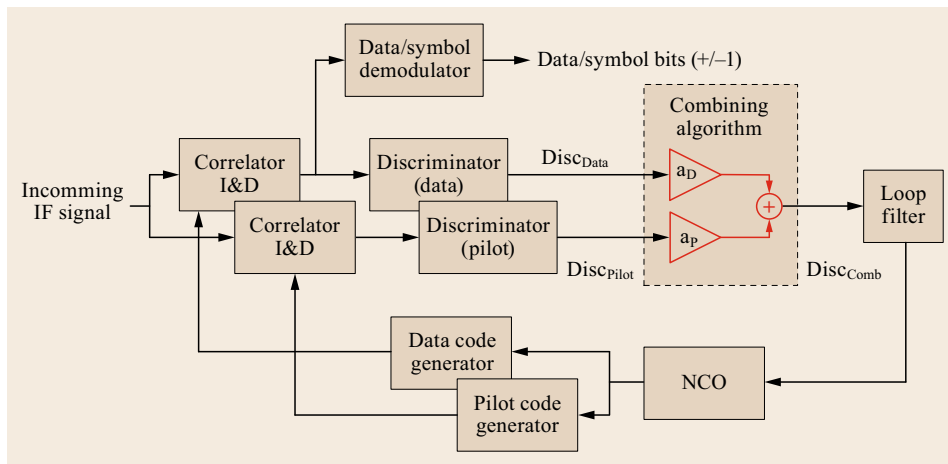 Data/symbol
demodulator
Data/symbol bits (+/–1)
Combining
algorithm
Correlator
I&D
Discriminator
(data)
Disc_Data
a_D
Incomming
IF signal
Correlator
I&D
Discriminator
(pilot)
Disc_Pilot
a_P
+
Disc_Comb
Loop
filter
Data code
generator
NCO
Pilot code
generator